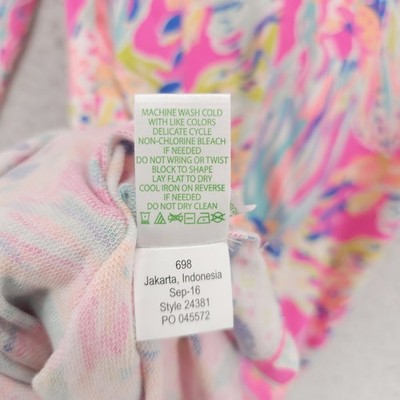 MACHINE WASH COLD
WITH LIKE COLORS
DELICATE CYCLE
NON-CHLORINE BLEACH
IF NEEDED
DO NOT WRING OR TWIST
BLOCK TO SHAPE
LAY FLAT TO DRY
COOL IRON ON REVERSE
IF NEEDED
DO NOT DRY CLEAN
698
Jakarta, Indonesia
Sep-16
Style 24381
PO 045572